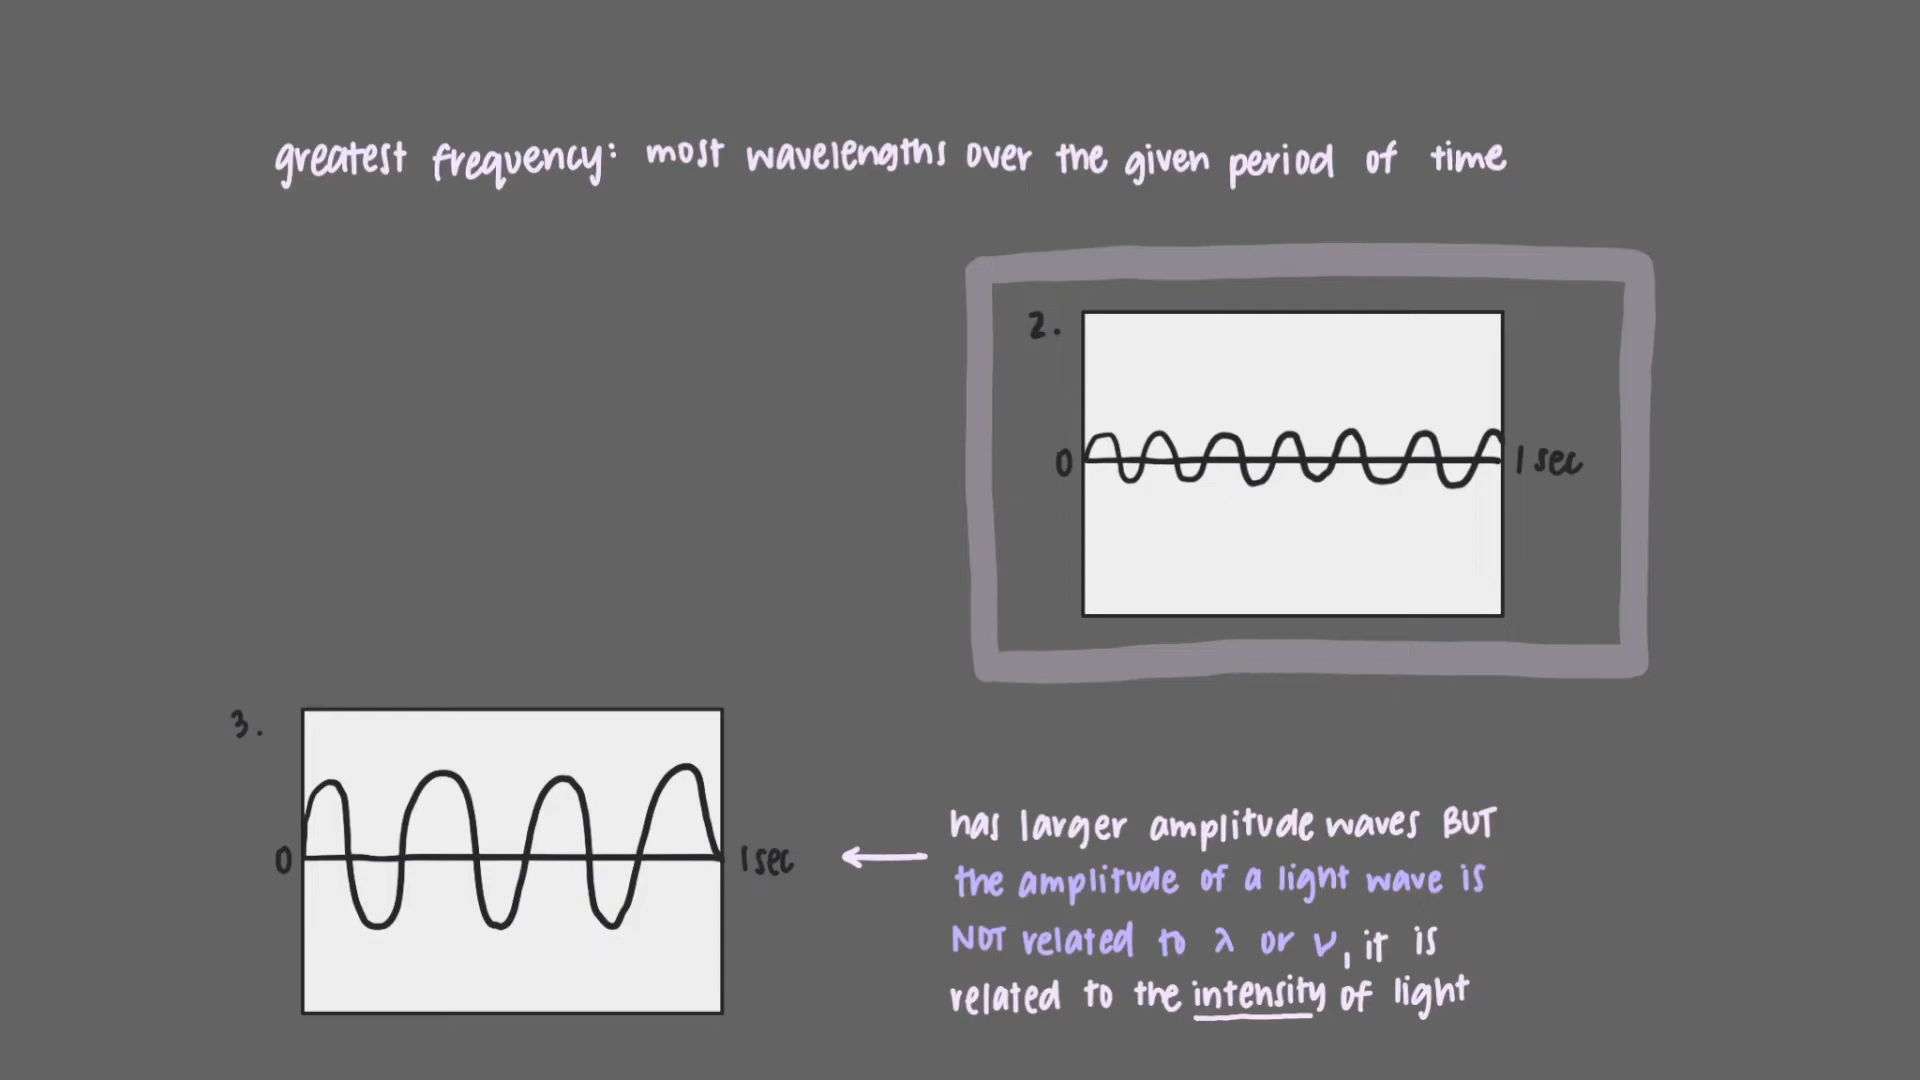 greatest frequency: most wavelengths over the given period of time
2.
0
1 sec
3.
0
1 sec
has larger amplitude waves BUT
the amplitude of a light wave is
NOT related to λ or ν, it is
related to the intensity of light